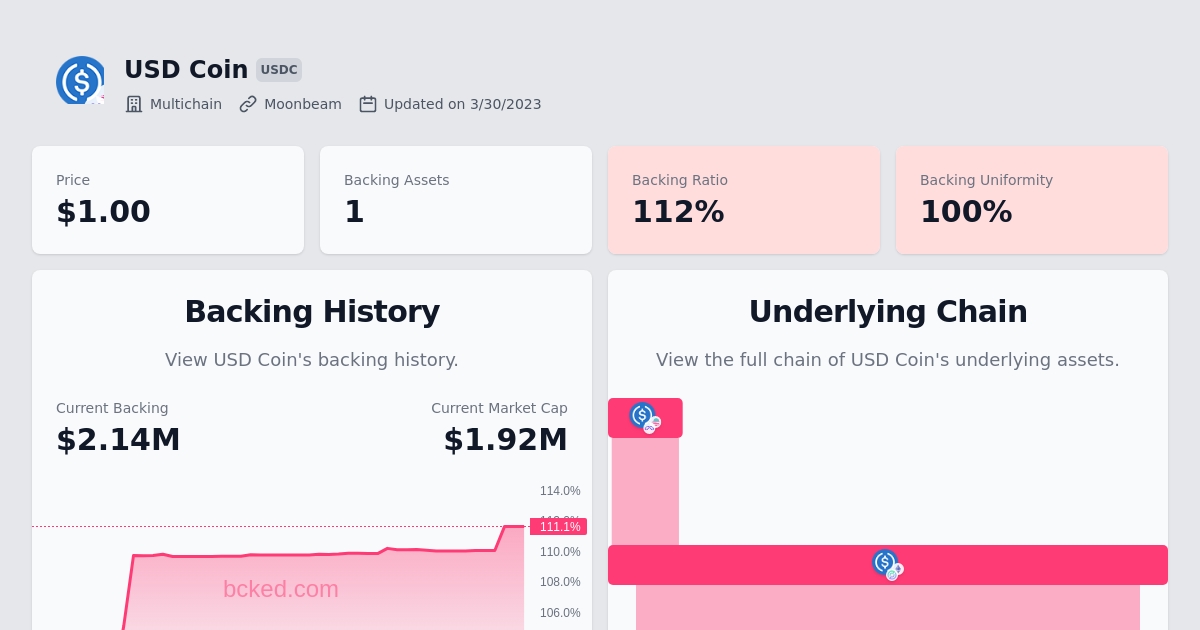 USD Coin USDC
Multichain Moonbeam Updated on 3/30/2023
Price
$1.00
Backing Assets
1
Backing Ratio
112%
Backing Uniformity
100%
Backing History
View USD Coin's backing history.
Current Backing
$2.14M
Current Market Cap
$1.92M
114.0%
111.1%
110.0%
108.0%
106.0%
bcked.com
Underlying Chain
View the full chain of USD Coin's underlying assets.